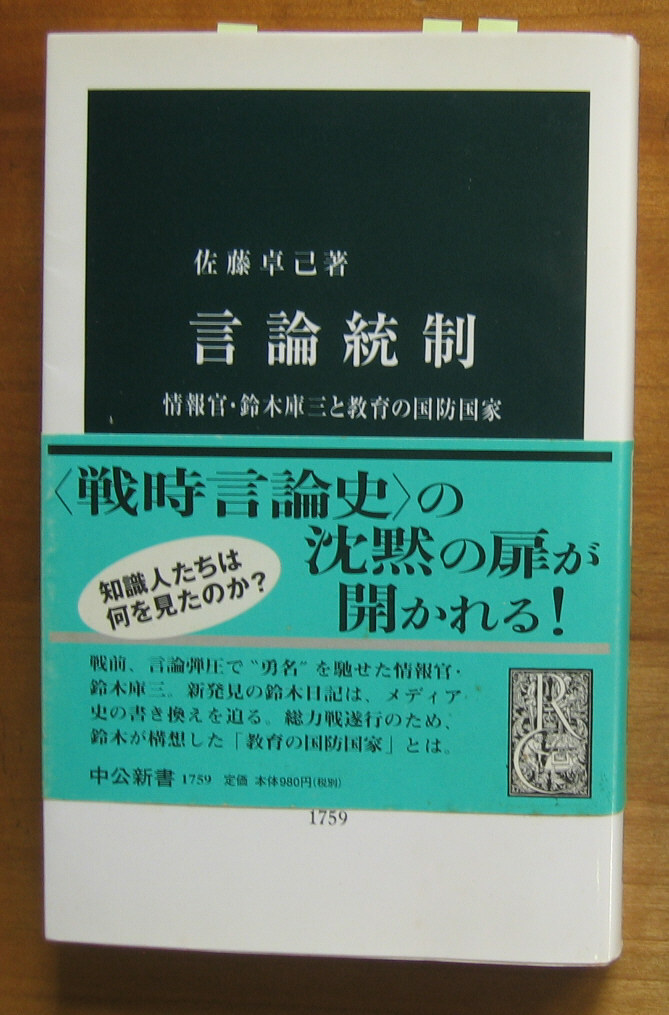 佐藤卓己著
言論統制
情報官・鈴木庫三と教育の国防国家
〈戦時言論史〉の
沈黙の扉が
開かれる!
知識人たちは
何を見たのか?
戦前、言論弾圧で〝勇名〟を馳せた情報官・
鈴木庫三。新発見の鈴木日記は、メディア
史の書き換えを迫る。総力戦遂行のため、
鈴木が構想した「教育の国防国家」とは。
中公新書 1759 定価 本体980円(税別)
1759